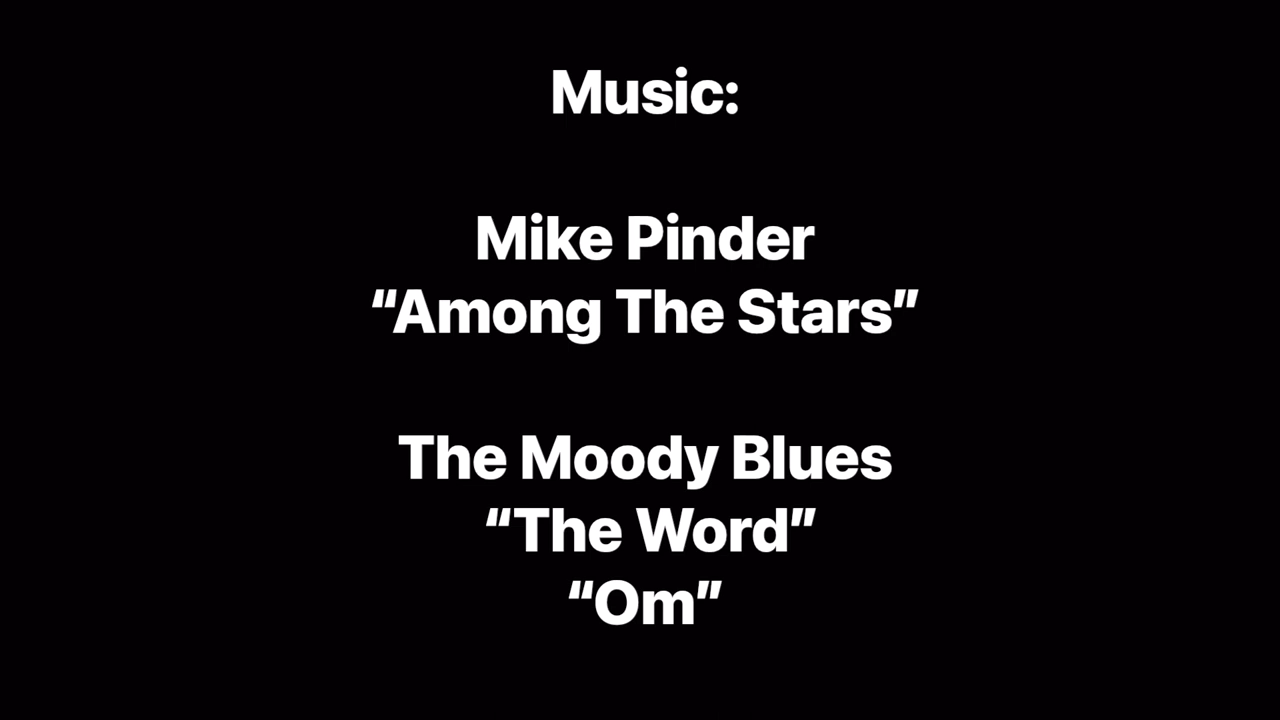 Music:
Mike Pinder
“Among The Stars”
The Moody Blues
“The Word”
“Om”